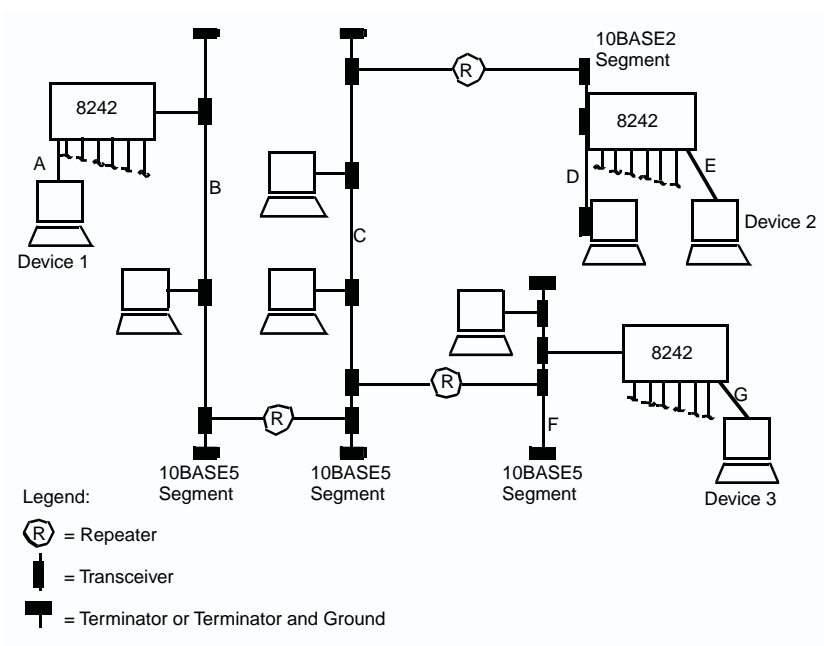 10BASE2
Segment
R
8242
8242
A
E
D
B
Device 2
C
Device 1
8242
R
G
R
F
10BASE5
Segment
10BASE5
Segment
10BASE5
Segment
Device 3
Legend:
R = Repeater
= Transceiver
= Terminator or Terminator and Ground